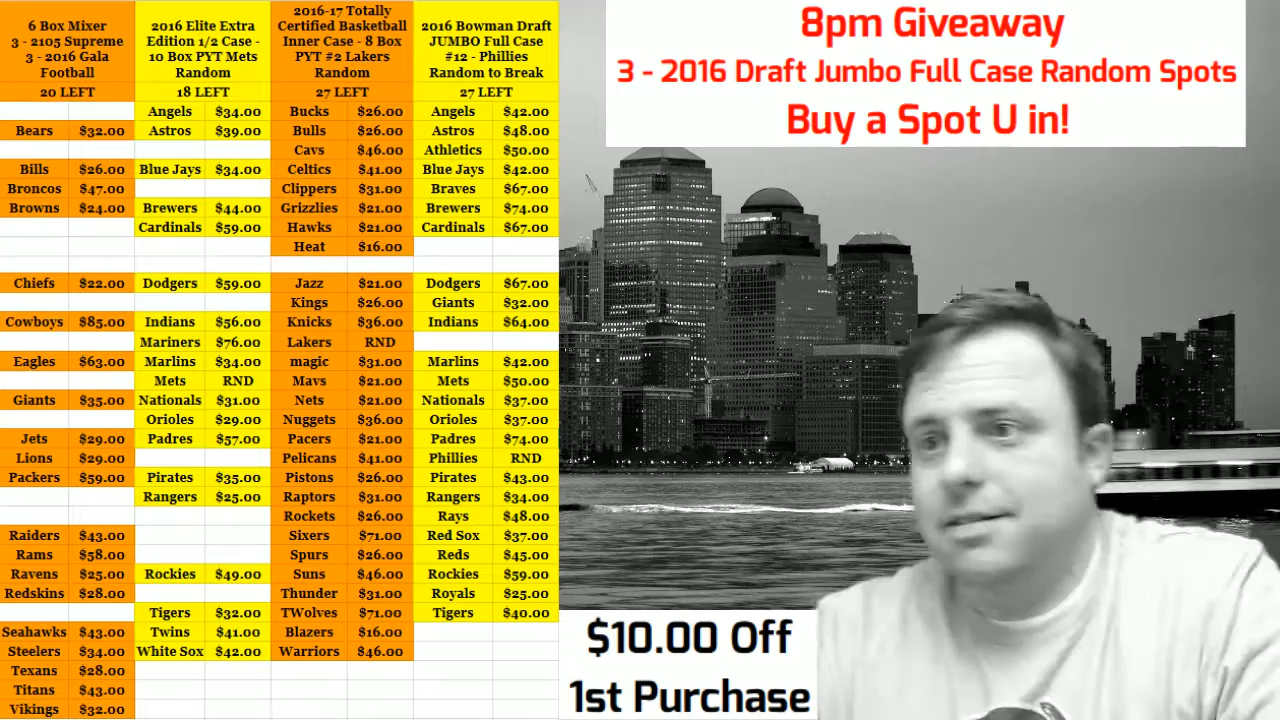 6 Box Mixer
3 - 2105 Supreme
3 - 2016 Gala
Football
20 LEFT
Bears $32.00
Bills $26.00
Broncos $47.00
Browns $24.00
Chiefs $22.00
Cowboys $85.00
Eagles $63.00
Giants $35.00
Jets $29.00
Lions $29.00
Packers $59.00
Raiders $43.00
Rams $58.00
Ravens $25.00
Redskins $28.00
Seahawks $43.00
Steelers $34.00
Texans $28.00
Titans $43.00
Vikings $32.00
2016 Elite Extra
Edition 1/2 Case -
10 Box PYT Mets
Random
18 LEFT
Angels $34.00
Astros $39.00
Blue Jays $34.00
Brewers $44.00
Cardinals $59.00
Dodgers $59.00
Indians $56.00
Mariners $76.00
Marlins $34.00
Mets RND
Nationals $31.00
Orioles $29.00
Padres $57.00
Pirates $35.00
Rangers $25.00
Rockies $49.00
Tigers $32.00
Twins $41.00
White Sox $42.00
2016-17 Totally
Certified Basketball
Inner Case - 8 Box
PYT #2 Lakers
Random
27 LEFT
Bucks $26.00
Bulls $26.00
Cavs $46.00
Celtics $41.00
Clippers $31.00
Grizzlies $21.00
Hawks $21.00
Heat $16.00
Jazz $21.00
Kings $26.00
Knicks $36.00
Lakers RND
magic $31.00
Mavs $21.00
Nets $21.00
Nuggets $36.00
Pacers $21.00
Pelicans $41.00
Pistons $26.00
Raptors $31.00
Rockets $26.00
Sixers $71.00
Spurs $26.00
Suns $46.00
Thunder $31.00
TWolves $71.00
Blazers $16.00
Warriors $46.00
2016 Bowman Draft
JUMBO Full Case
#12 - Phillies
Random to Break
27 LEFT
Angels $42.00
Astros $48.00
Athletics $50.00
Blue Jays $42.00
Braves $67.00
Brewers $74.00
Cardinals $67.00
Dodgers $67.00
Giants $32.00
Indians $64.00
Marlins $42.00
Mets $50.00
Nationals $37.00
Orioles $37.00
Padres $74.00
Phillies RND
Pirates $43.00
Rangers $34.00
Rays $48.00
Red Sox $37.00
Reds $45.00
Rockies $59.00
Royals $25.00
Tigers $40.00
8pm Giveaway
3 - 2016 Draft Jumbo Full Case Random Spots
Buy a Spot U in!
$10.00 Off
1st Purchase